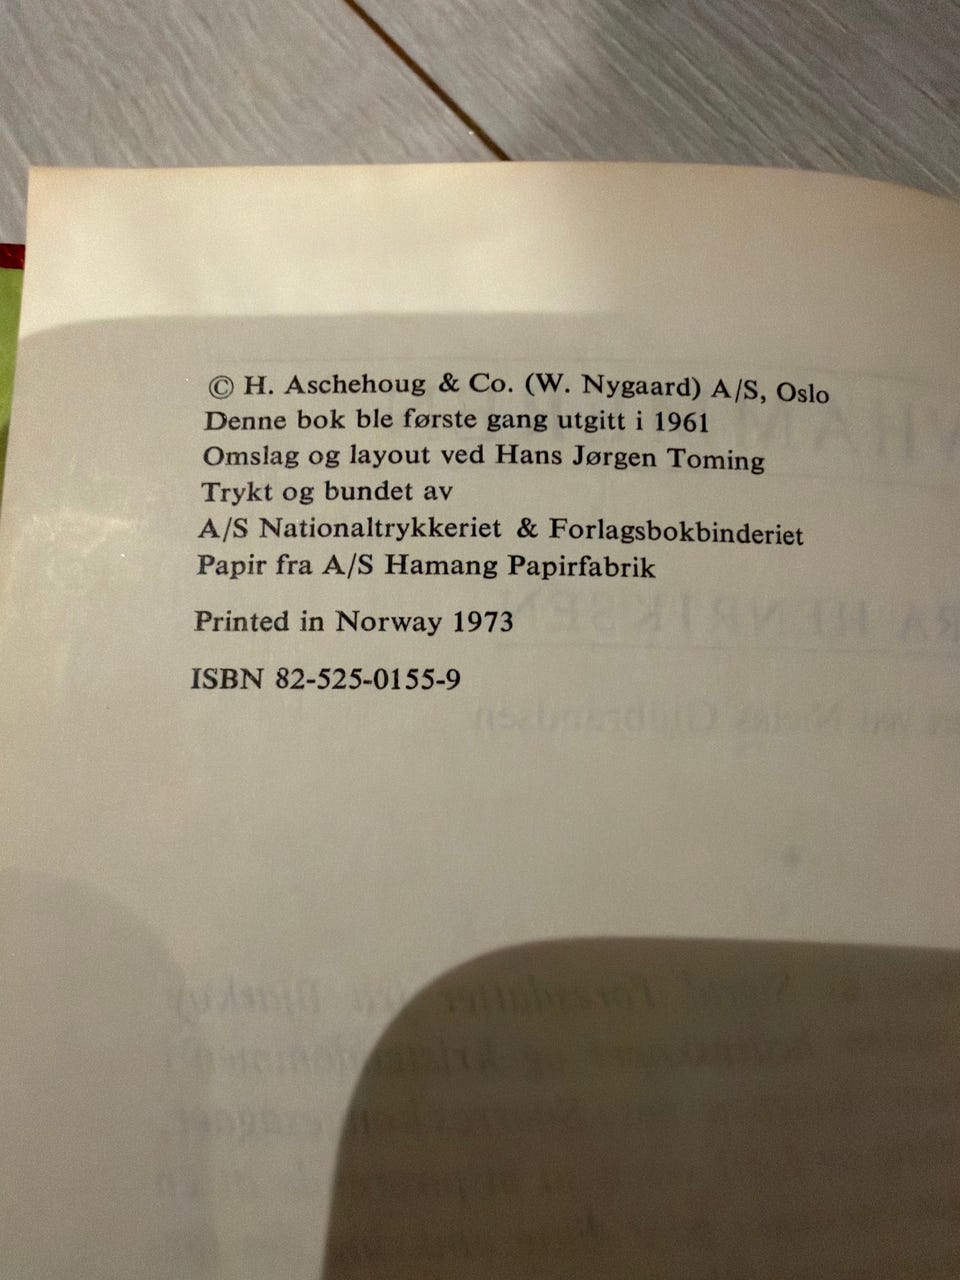 © H. Aschehoug & Co. (W. Nygaard) A/S, Oslo
Denne bok ble første gang utgitt i 1961
Omslag og layout ved Hans Jørgen Toming
Trykt og bundet av
A/S Nationaltrykkeriet & Forlagsbokbinderiet
Papir fra A/S Hamang Papirfabrik
Printed in Norway 1973
ISBN 82-525-0155-9